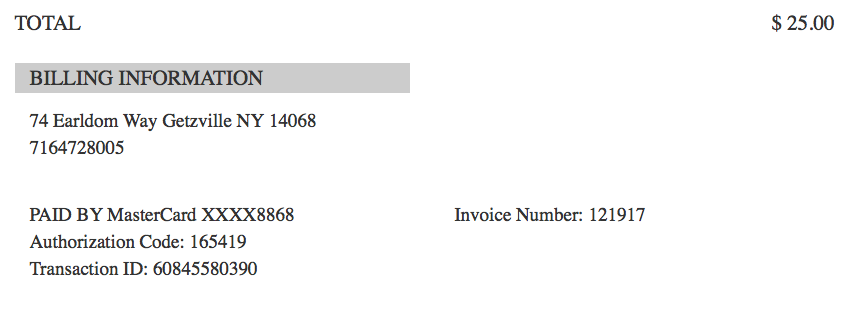 TOTAL $ 25.00
BILLING INFORMATION
74 Earldom Way Getzville NY 14068
7164728005
PAID BY MasterCard XXXX8868 Invoice Number: 121917
Authorization Code: 165419
Transaction ID: 60845580390